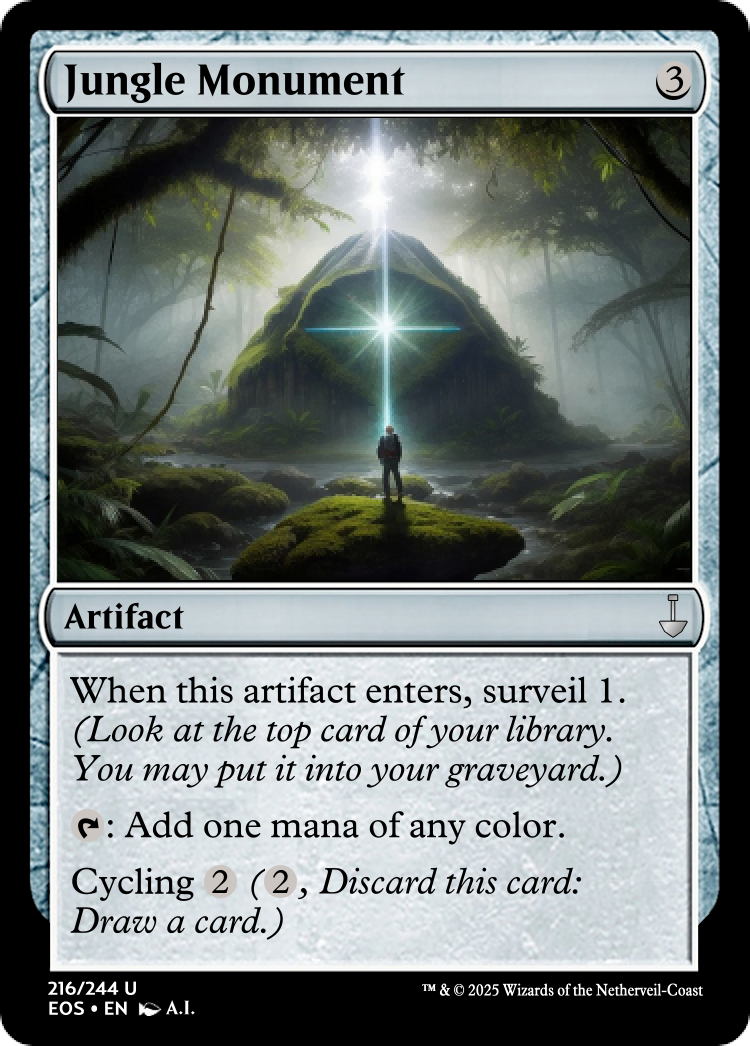 Jungle Monument 3
Artifact
When this artifact enters, surveil 1.
(Look at the top card of your library.
You may put it into your graveyard.)
: Add one mana of any color.
Cycling 2 (2, Discard this card:
Draw a card.)
216/244 U
EOS • EN A.I.
™ & © 2025 Wizards of the Netherveil-Coast